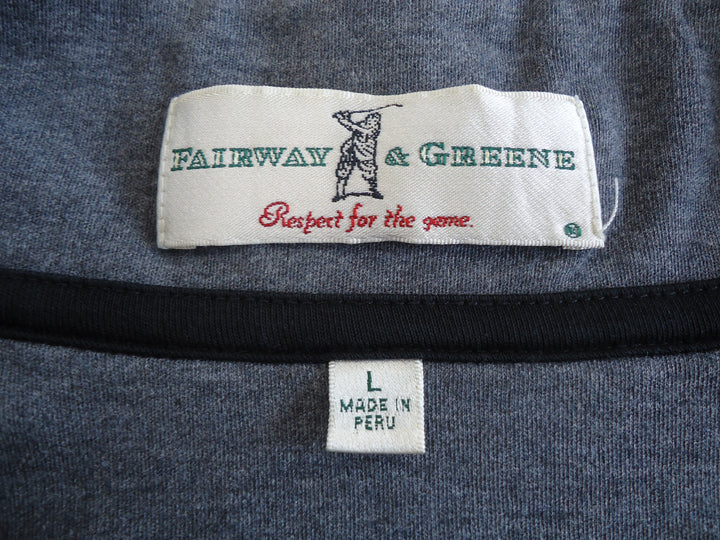 FAIRWAY & GREENE
Respect for the game.
L
MADE IN
PERU